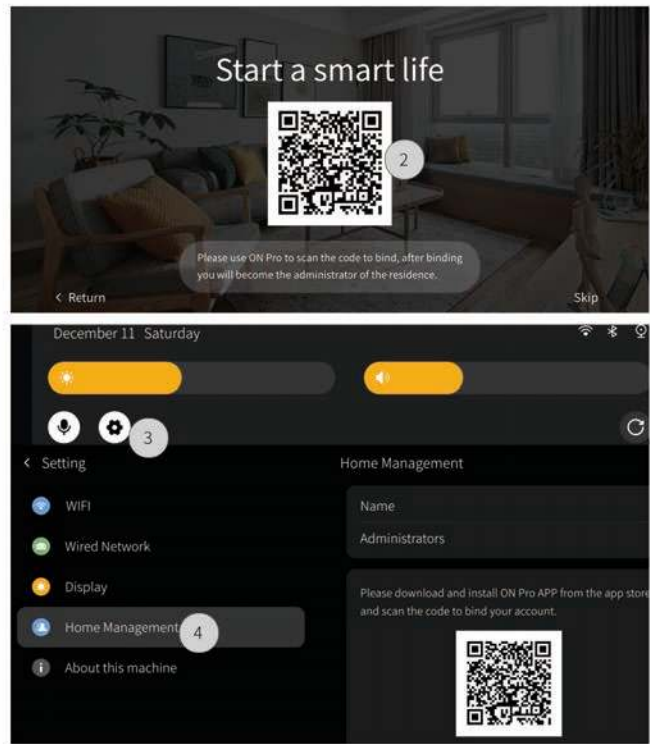 Start a smart life
2
Please use ON Pro to scan the code to bind, after binding
you will become the administrator of the residence.
< Return
Skip
December 11 Saturday
3
< Setting
WIFI
Wired Network
Display
Home Management
4
About this machine
Home Management
Name
Administrators
Please download and install ON Pro APP from the app store
and scan the code to bind your account.